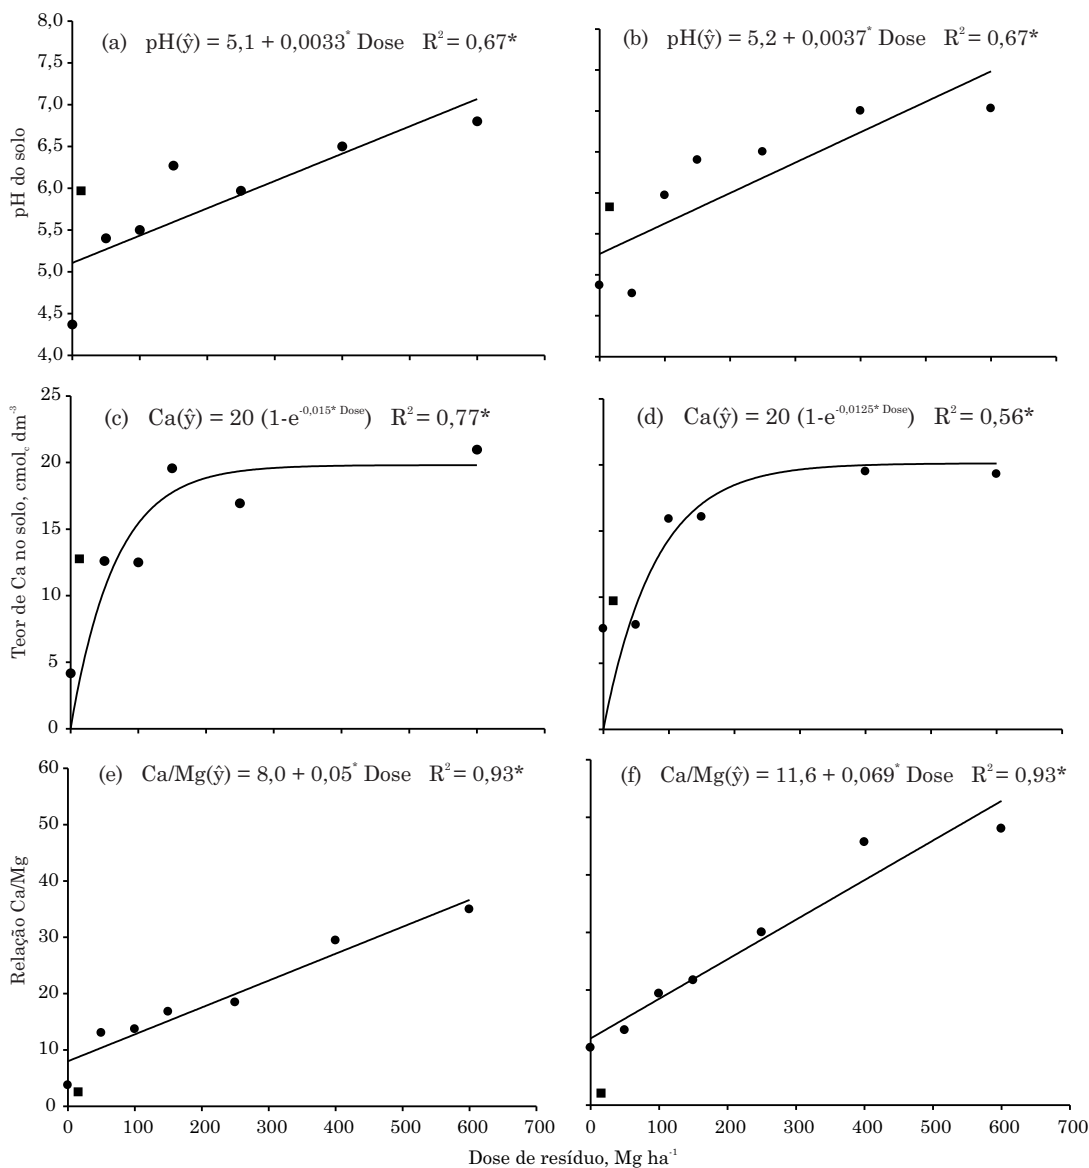 (a) pH(ŷ) = 5,1 + 0,0033* Dose R² = 0,67*
(b) pH(ŷ) = 5,2 + 0,0037* Dose R² = 0,67*
pH do solo
8,0
7,5
7,0
6,5
6,0
5,5
5,0
4,5
4,0
(c) Ca(ŷ) = 20 (1-e^-0,015* Dose) R² = 0,77*
(d) Ca(ŷ) = 20 (1-e^-0,0125* Dose) R² = 0,56*
Teor de Ca no solo, cmol_c dm⁻³
25
20
15
10
5
0
(e) Ca/Mg(ŷ) = 8,0 + 0,05* Dose R² = 0,93*
(f) Ca/Mg(ŷ) = 11,6 + 0,069* Dose R² = 0,93*
Relação Ca/Mg
60
50
40
30
20
10
0
0 100 200 300 400 500 600 0 100 200 300 400 500 600 700
Dose de resíduo, Mg ha⁻¹